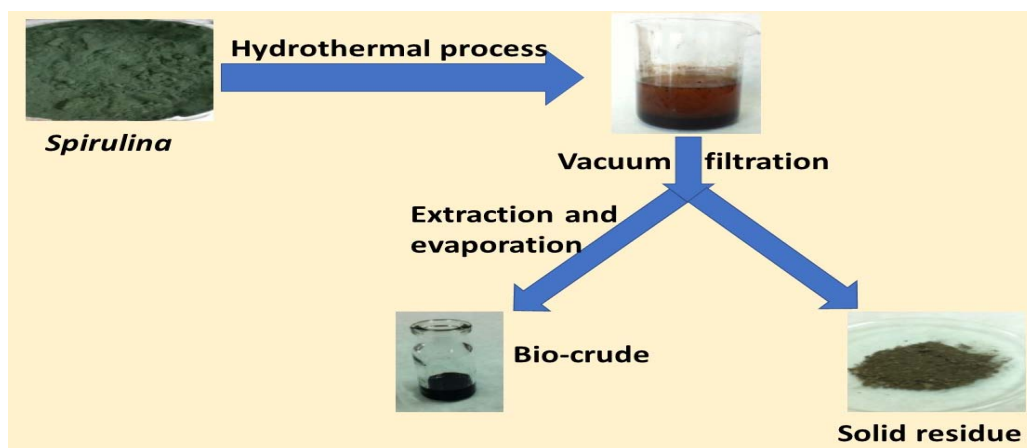 Hydrothermal process
Spirulina
Vacuum filtration
Extraction and
evaporation
Bio-crude
Solid residue